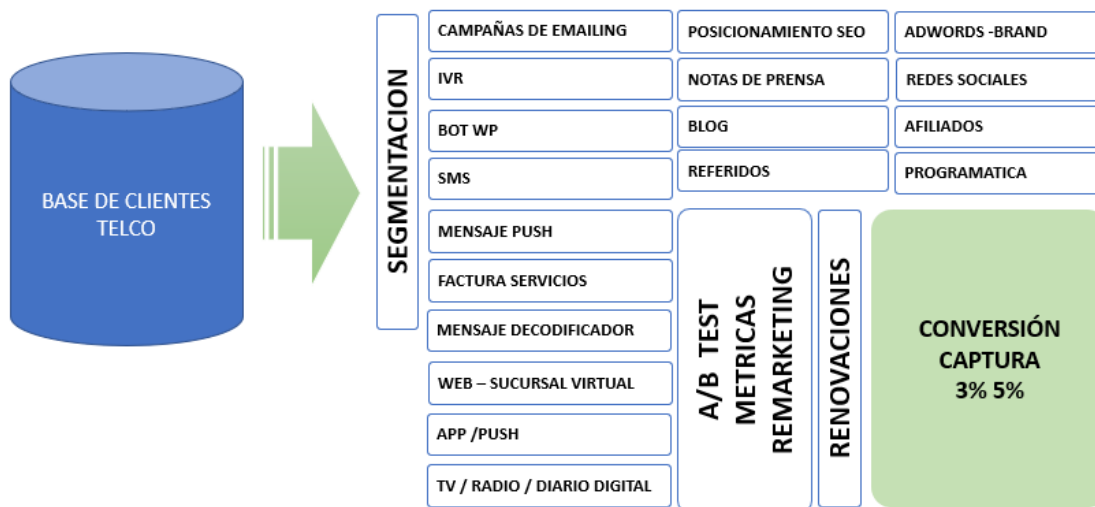 BASE DE CLIENTES
TELCO
SEGMENTACION
CAMPAÑAS DE EMAILING
IVR
BOT WP
SMS
MENSAJE PUSH
FACTURA SERVICIOS
MENSAJE DECODIFICADOR
WEB – SUCURSAL VIRTUAL
APP /PUSH
TV / RADIO / DIARIO DIGITAL
POSICIONAMIENTO SEO
NOTAS DE PRENSA
BLOG
REFERIDOS
ADWORDS -BRAND
REDES SOCIALES
AFILIADOS
PROGRAMATICA
A/B TEST
METRICAS
REMARKETING
RENOVACIONES
CONVERSIÓN
CAPTURA
3% 5%